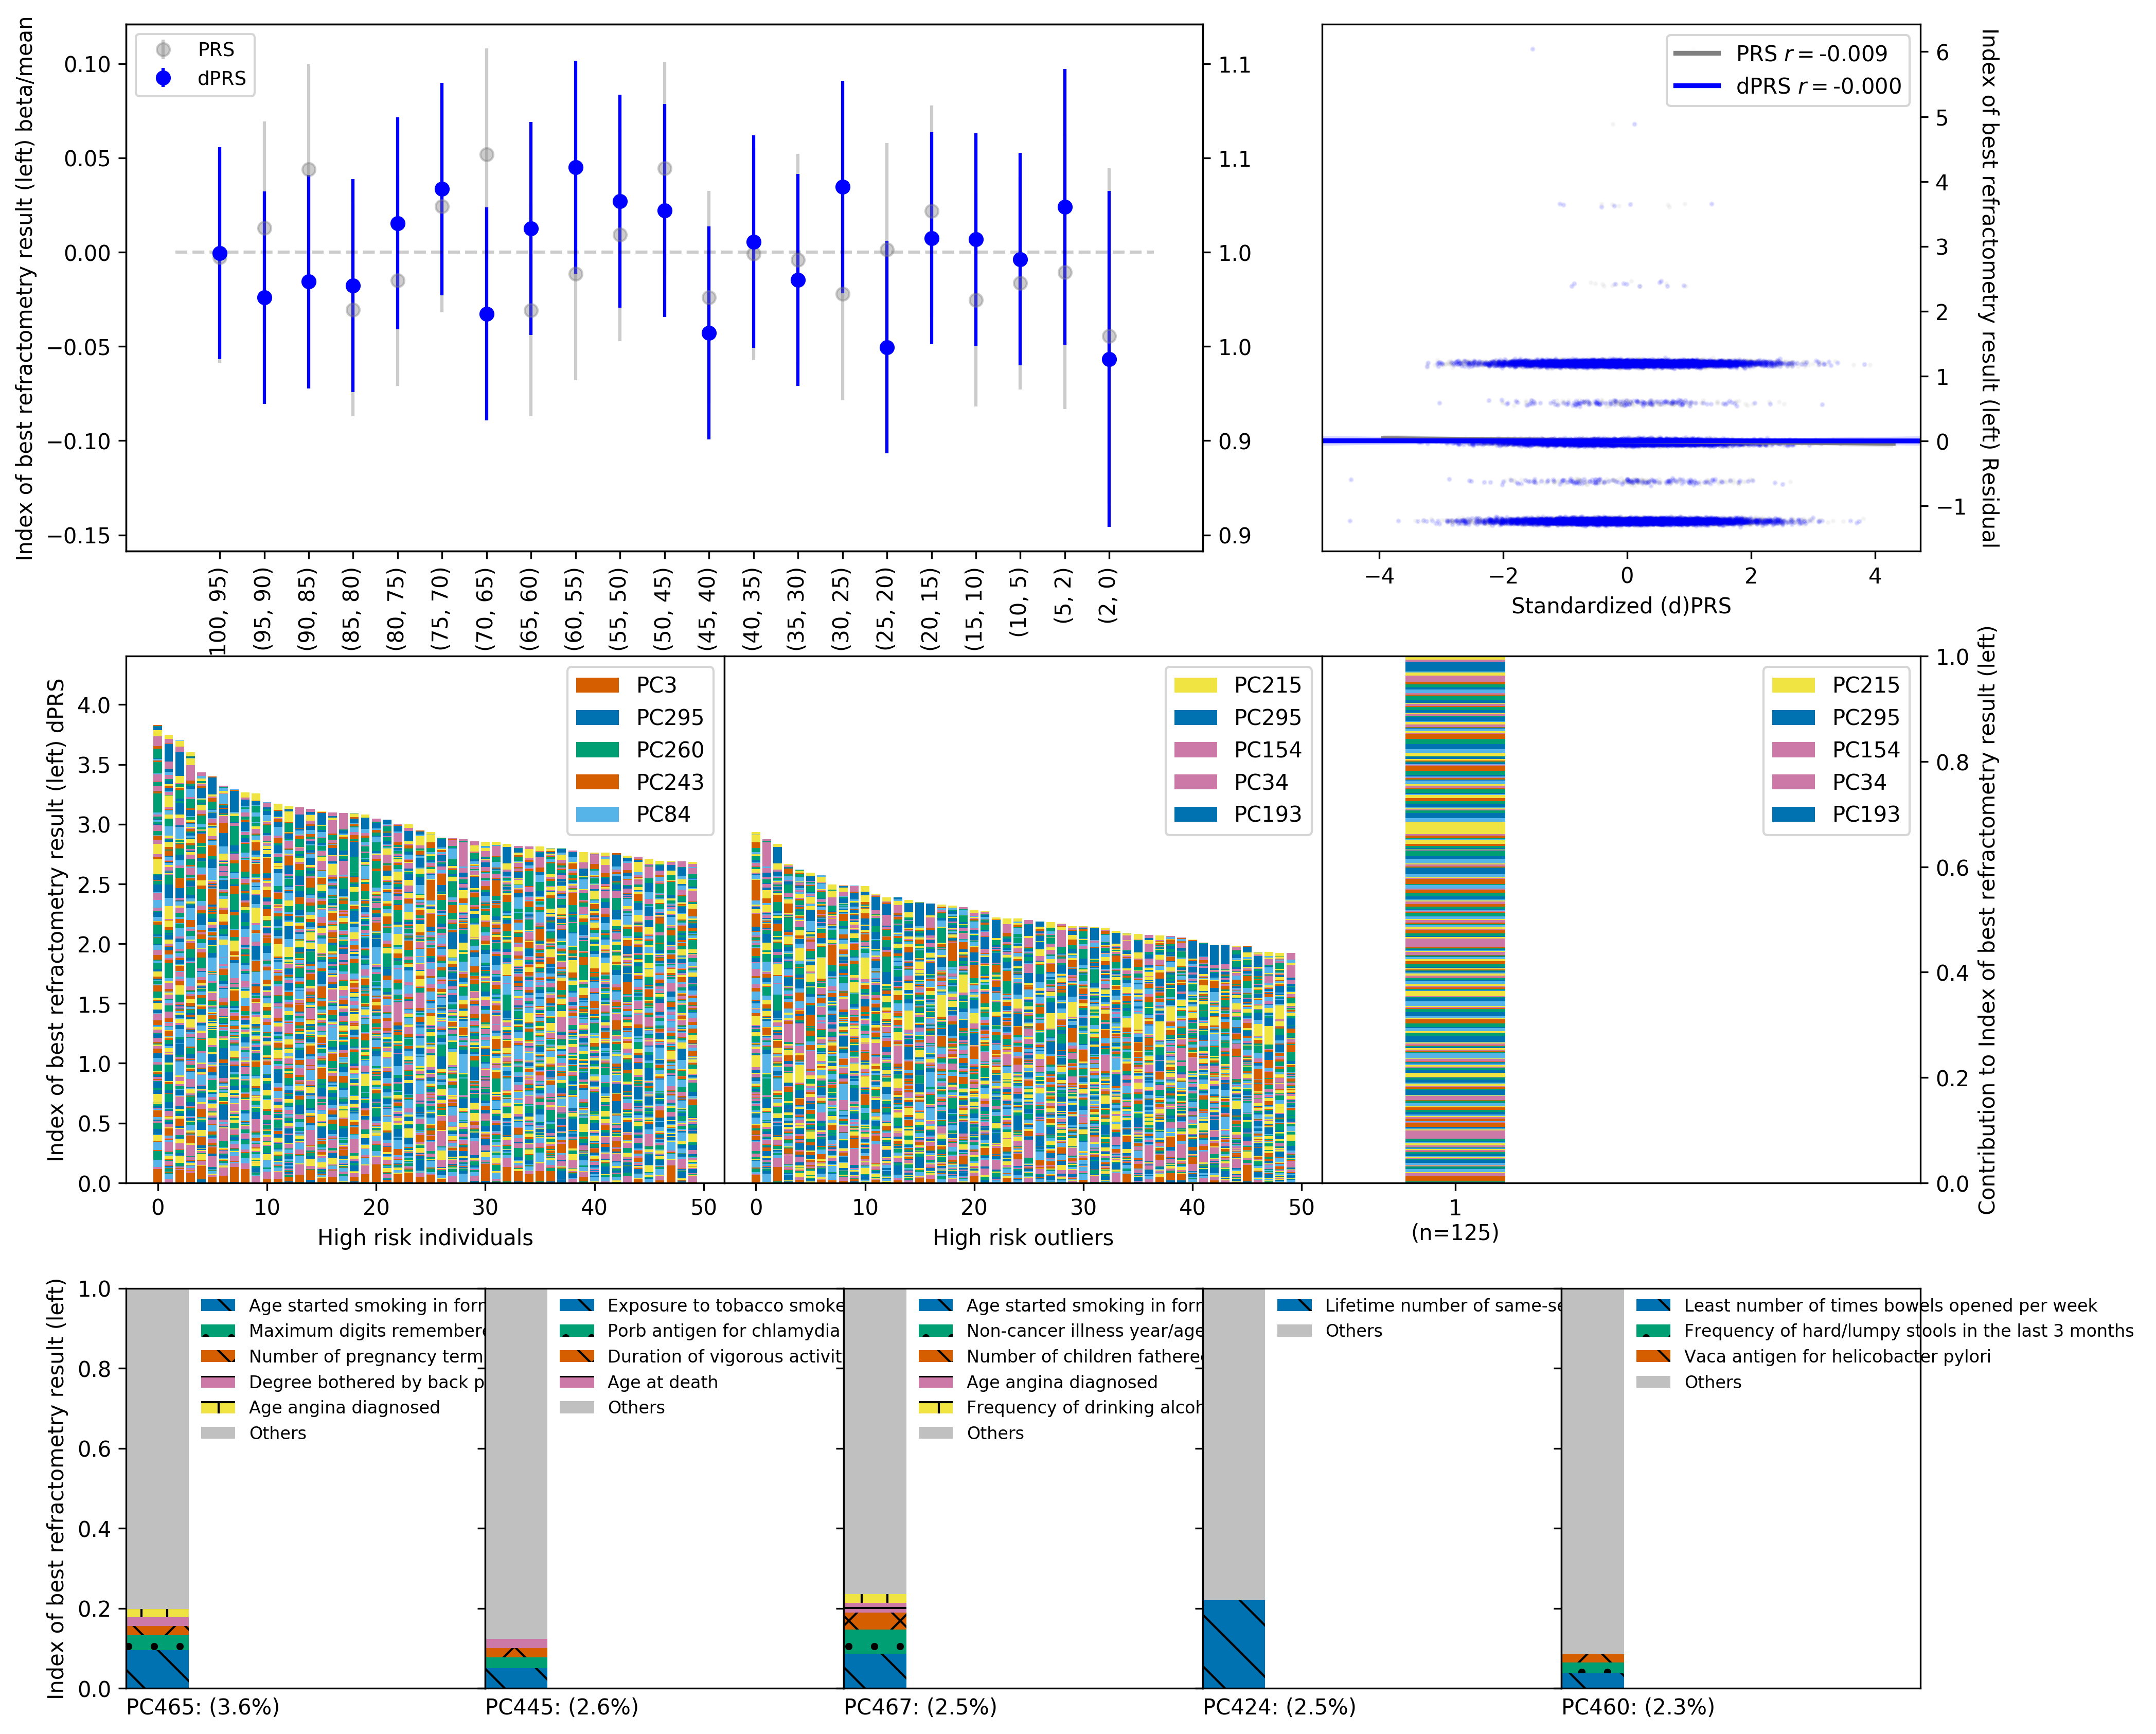 Index of best refractometry result (left) beta/mean
0.10
0.05
0.00
−0.05
−0.10
−0.15
PRS
dPRS
1.1
1.1
1.0
1.0
0.9
0.9
100, 95)
(95, 90)
(90, 85)
(85, 80)
(80, 75)
(75, 70)
(70, 65)
(65, 60)
(60, 55)
(55, 50)
(50, 45)
(45, 40)
(40, 35)
(35, 30)
(30, 25)
(25, 20)
(20, 15)
(15, 10)
(10, 5)
(5, 2)
(2, 0)
PRS r = -0.009
dPRS r = -0.000
6
5
4
3
2
1
0
−1
Index of best refractometry result (left) Residual
−4 −2 0 2 4
Standardized (d)PRS
Index of best refractometry result (left) dPRS
4.0
3.5
3.0
2.5
2.0
1.5
1.0
0.5
0.0
PC3
PC295
PC260
PC243
PC84
0 10 20 30 40 50
High risk individuals
PC215
PC295
PC154
PC34
PC193
0 10 20 30 40 50
High risk outliers
PC215
PC295
PC154
PC34
PC193
1
(n=125)
1.0
0.8
0.6
0.4
0.2
0.0
Contribution to Index of best refractometry result (left)
Index of best refractometry result (left)
1.0
0.8
0.6
0.4
0.2
0.0
Age started smoking in forr
Maximum digits remembere
Number of pregnancy term
Degree bothered by back p
Age angina diagnosed
Others
PC465: (3.6%)
Exposure to tobacco smoke
Porb antigen for chlamydia
Duration of vigorous activit
Age at death
Others
PC445: (2.6%)
Age started smoking in forr
Non-cancer illness year/age
Number of children fathere
Age angina diagnosed
Frequency of drinking alcoh
Others
PC467: (2.5%)
Lifetime number of same-se
Others
PC424: (2.5%)
Least number of times bowels opened per week
Frequency of hard/lumpy stools in the last 3 months
Vaca antigen for helicobacter pylori
Others
PC460: (2.3%)